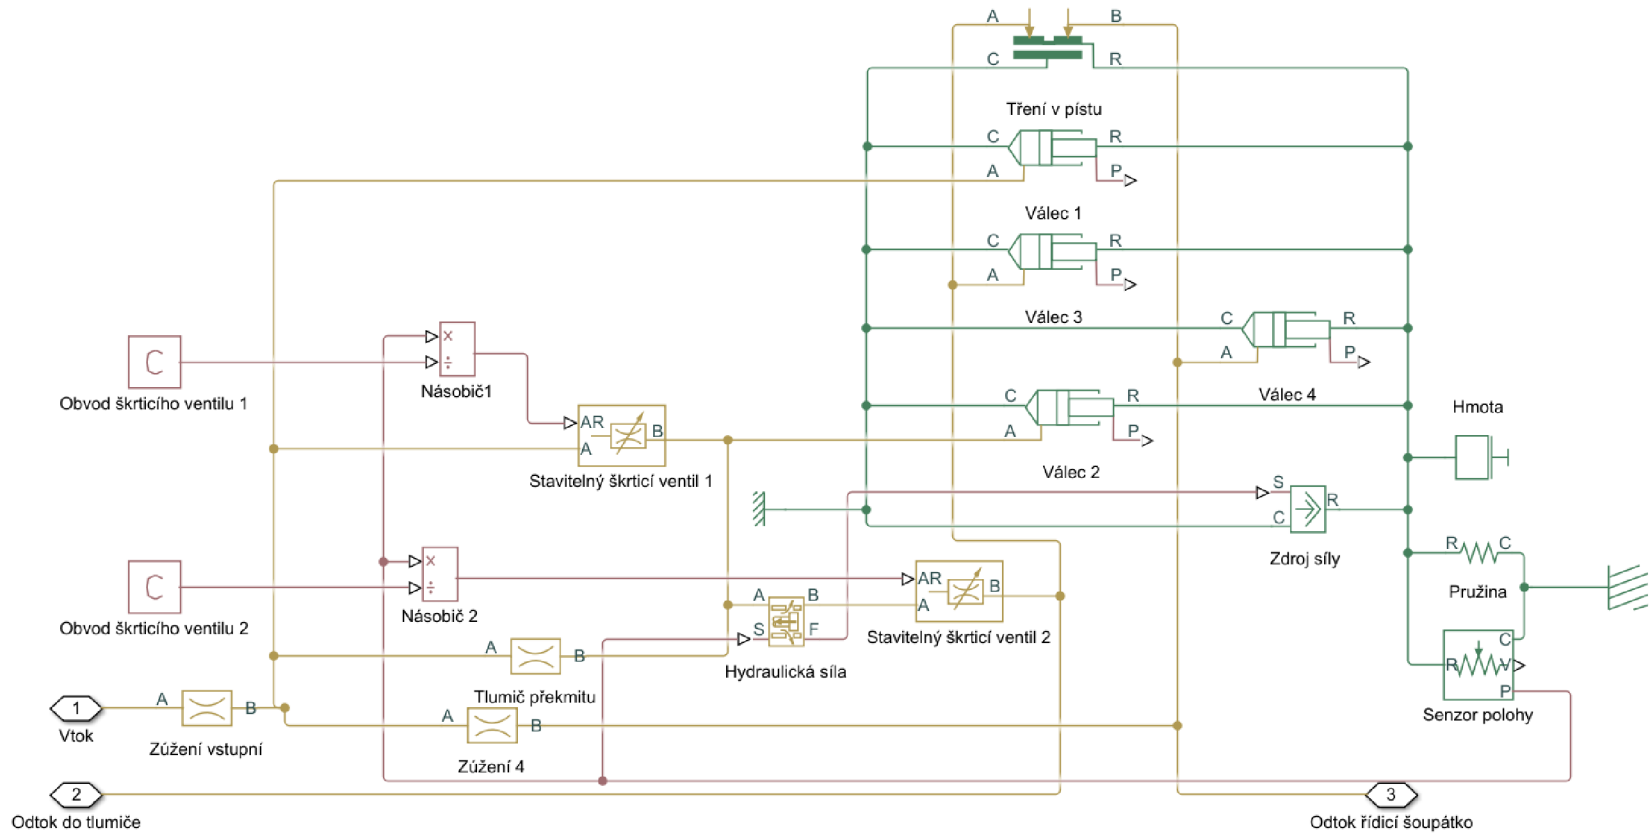 A B
C R
Tření v pístu
C R
A P
Válec 1
C R
A P
Válec 3
C R
A P
Válec 4
C R
A P
Válec 2
Hmota
C
Obvod škrticího ventilu 1
×
÷
Násobič1
AR
A B
Stavitelný škrticí ventil 1
S
C R
Zdroj síly
R C
Pružina
C
Obvod škrticího ventilu 2
×
÷
Násobič 2
AR
A B
Stavitelný škrticí ventil 2
A B
S F
Hydraulická síla
A B
Tlumič překmitu
C
R V
P
Senzor polohy
1
Vtok
A B
Zúžení vstupní
A B
Zúžení 4
2
Odtok do tlumiče
3
Odtok řídicí šoupátko